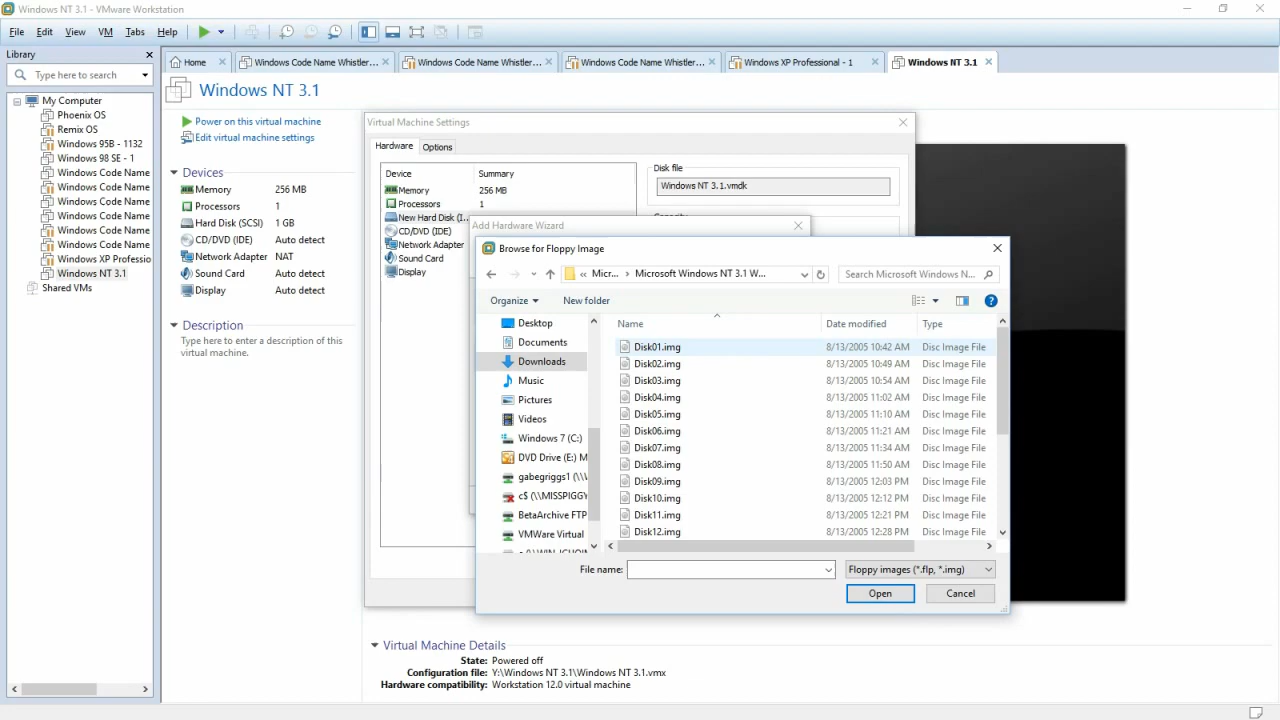 Windows NT 3.1 - VMware Workstation
File Edit View VM Tabs Help
Library
Type here to search
My Computer
Phoenix OS
Remix OS
Windows 95B - 1132
Windows 98 SE - 1
Windows Code Name
Windows Code Name
Windows Code Name
Windows Code Name
Windows Code Name
Windows Code Name
Windows XP Professio
Windows NT 3.1
Shared VMs
Home
Windows Code Name Whistler...
Windows Code Name Whistler...
Windows Code Name Whistler...
Windows XP Professional - 1
Windows NT 3.1
Windows NT 3.1
Power on this virtual machine
Edit virtual machine settings
Devices
Memory 256 MB
Processors 1
Hard Disk (SCSI) 1 GB
CD/DVD (IDE) Auto detect
Network Adapter NAT
Sound Card Auto detect
Display Auto detect
Description
Type here to enter a description of this
virtual machine.
Virtual Machine Settings
Hardware Options
Device Summary
Memory 256 MB
Processors 1
New Hard Disk (I...
CD/DVD (IDE)
Network Adapter
Sound Card
Display
Disk file
Windows NT 3.1.vmdk
Add Hardware Wizard
Browse for Floppy Image
« Micr... › Microsoft Windows NT 3.1 W...
Search Microsoft Windows N...
Organize New folder
Desktop
Documents
Downloads
Music
Pictures
Videos
Windows 7 (C:)
DVD Drive (E:) M
gabegriggs1 (\\V
c$ (\\MISSPIGGY
BetaArchive FTP
VMWare Virtual
Name Date modified Type
Disk01.img 8/13/2005 10:42 AM Disc Image File
Disk02.img 8/13/2005 10:49 AM Disc Image File
Disk03.img 8/13/2005 10:54 AM Disc Image File
Disk04.img 8/13/2005 11:02 AM Disc Image File
Disk05.img 8/13/2005 11:10 AM Disc Image File
Disk06.img 8/13/2005 11:21 AM Disc Image File
Disk07.img 8/13/2005 11:34 AM Disc Image File
Disk08.img 8/13/2005 11:50 AM Disc Image File
Disk09.img 8/13/2005 12:03 PM Disc Image File
Disk10.img 8/13/2005 12:12 PM Disc Image File
Disk11.img 8/13/2005 12:21 PM Disc Image File
Disk12.img 8/13/2005 12:28 PM Disc Image File
File name:
Floppy images (*.flp, *.img)
Open Cancel
Virtual Machine Details
State: Powered off
Configuration file: Y:\Windows NT 3.1\Windows NT 3.1.vmx
Hardware compatibility: Workstation 12.0 virtual machine